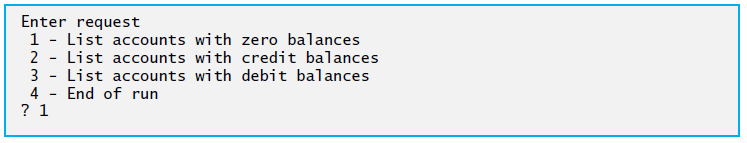 Enter request
1 - List accounts with zero balances
2 - List accounts with credit balances
3 - List accounts with debit balances
4 - End of run
? 1